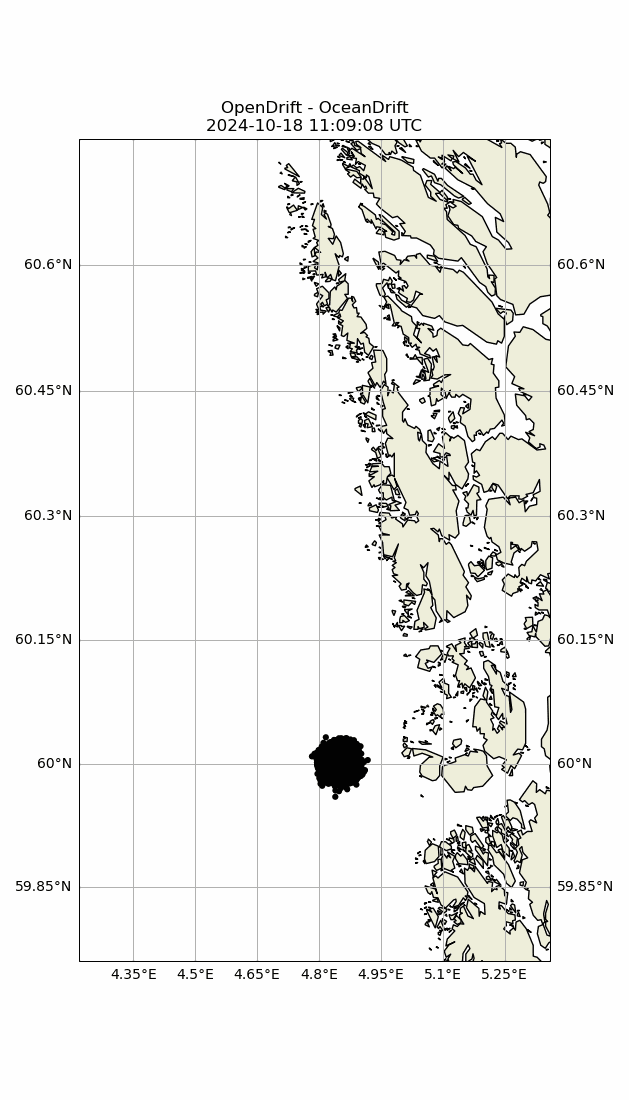 OpenDrift - OceanDrift
2024-10-18 11:09:08 UTC
60.6°N 60.6°N
60.45°N 60.45°N
60.3°N 60.3°N
60.15°N 60.15°N
60°N 60°N
59.85°N 59.85°N
4.35°E 4.5°E 4.65°E 4.8°E 4.95°E 5.1°E 5.25°E